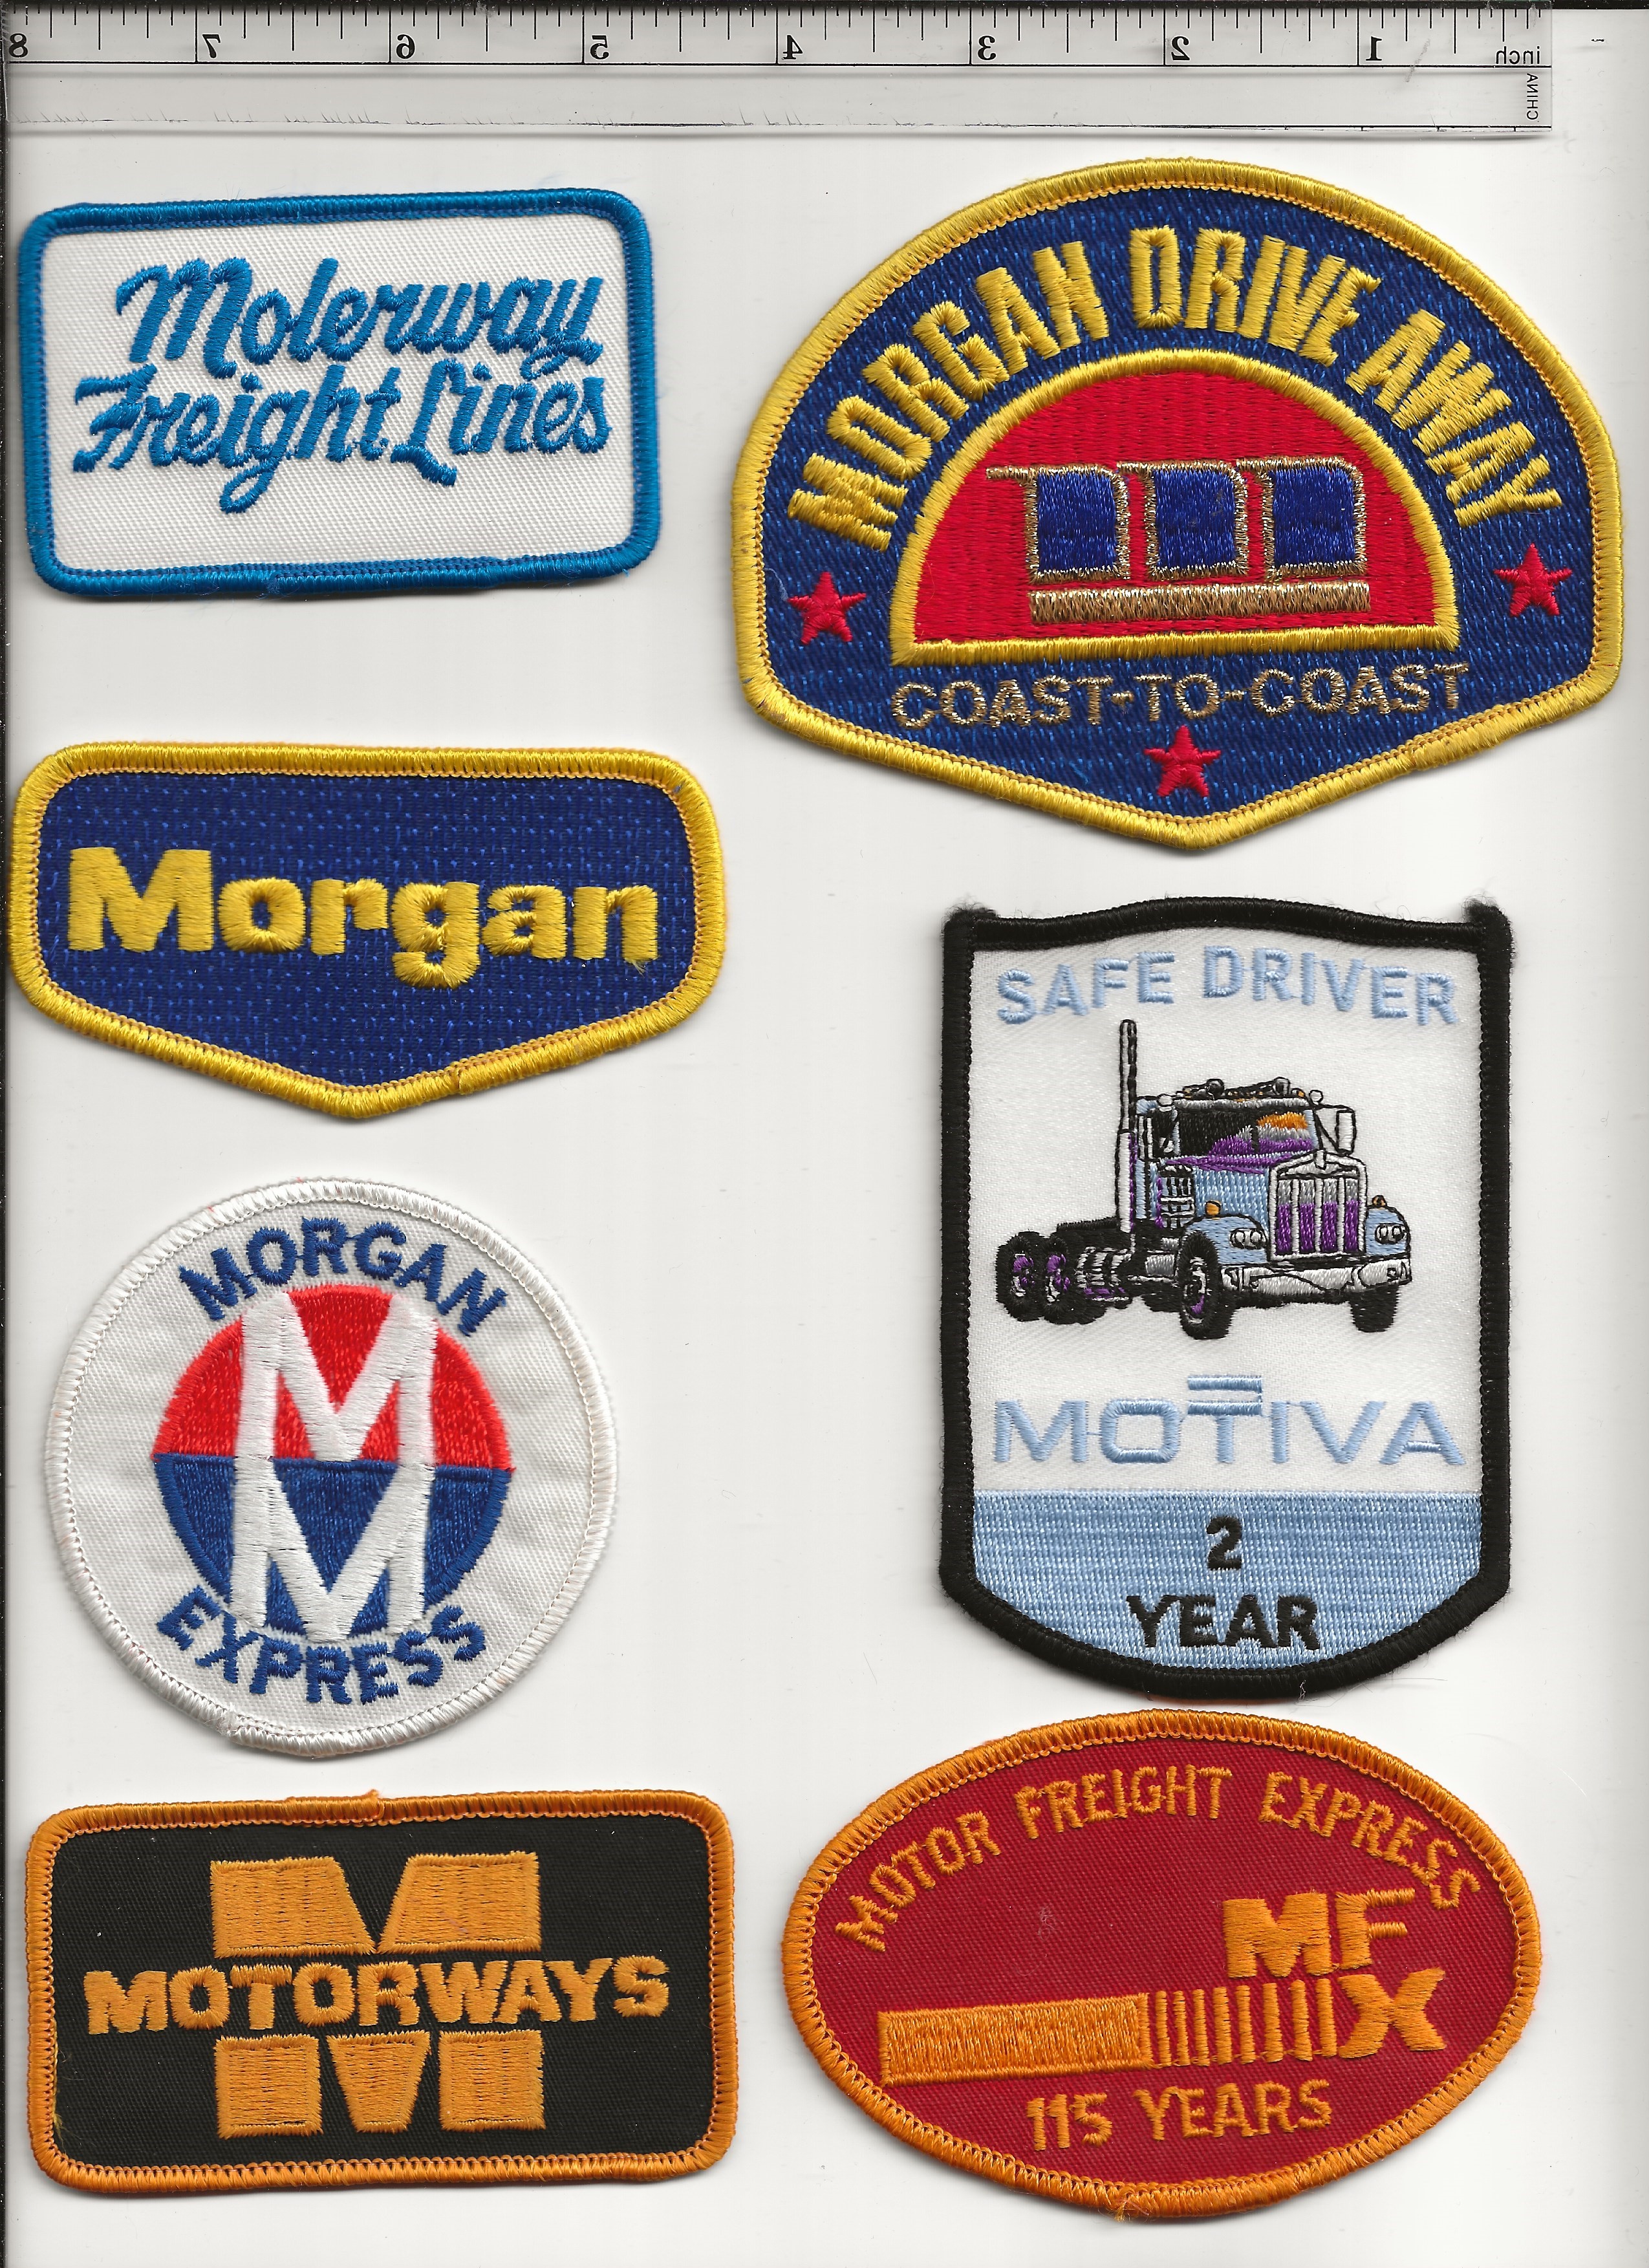 8 7 6 5 4 3 2 1 inch
CHINA
Molerway
Freight Lines
MORGAN DRIVE AWAY
COAST-TO-COAST
Morgan
SAFE DRIVER
MOTIVA
2
YEAR
MORGAN
M
M
EXPRESS
M
MOTORWAYS
MOTOR FREIGHT EXPRESS
MF
X
115 YEARS